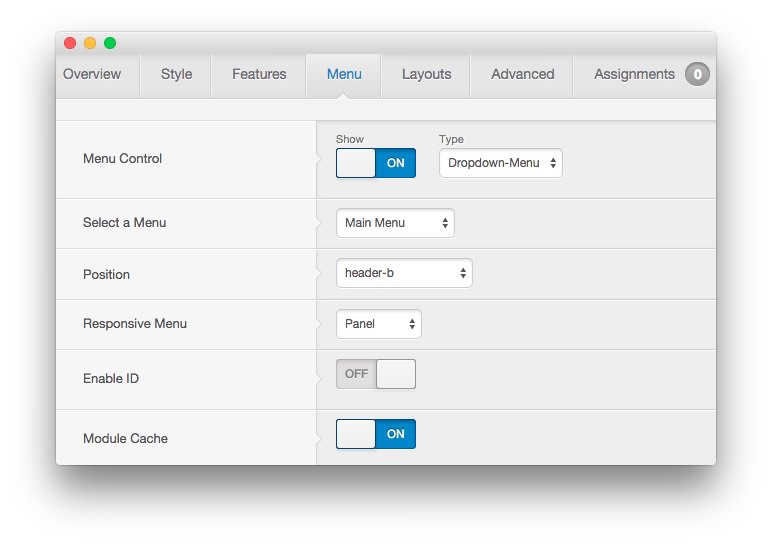 Overview Style Features Menu Layouts Advanced Assignments 0
Show Type
Menu Control ON Dropdown-Menu
Select a Menu Main Menu
Position header-b
Responsive Menu Panel
Enable ID OFF
Module Cache ON